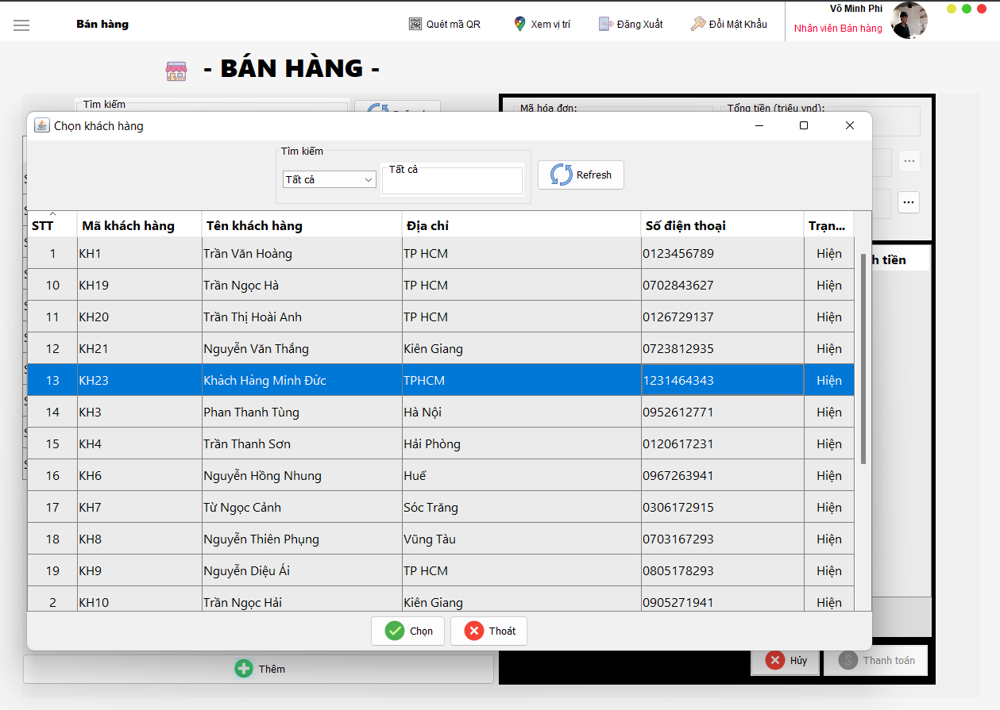 Bán hàng
Quét mã QR
Xem vị trí
Đăng Xuất
Đổi Mật Khẩu
Võ Minh Phi
Nhân viên Bán hàng
- BÁN HÀNG -
Tìm kiếm
Mã hóa đơn:
Tổng tiền (triệu vnd):
Chọn khách hàng
Tìm kiếm
Tất cả
Tất cả
Refresh
STT Mã khách hàng Tên khách hàng Địa chỉ Số điện thoại Trạn...
1 KH1 Trần Văn Hoàng TP HCM 0123456789 Hiện
10 KH19 Trần Ngọc Hà TP HCM 0702843627 Hiện
11 KH20 Trần Thị Hoài Anh TP HCM 0126729137 Hiện
12 KH21 Nguyễn Văn Thắng Kiên Giang 0723812935 Hiện
13 KH23 Khách Hàng Minh Đức TPHCM 1231464343 Hiện
14 KH3 Phan Thanh Tùng Hà Nội 0952612771 Hiện
15 KH4 Trần Thanh Sơn Hải Phòng 0120617231 Hiện
16 KH6 Nguyễn Hồng Nhung Huế 0967263941 Hiện
17 KH7 Từ Ngọc Cảnh Sóc Trăng 0306172915 Hiện
18 KH8 Nguyễn Thiên Phụng Vũng Tàu 0703167293 Hiện
19 KH9 Nguyễn Diệu Ái TP HCM 0805178293 Hiện
2 KH10 Trần Ngọc Hải Kiên Giang 0905271941 Hiện
...
...
h tiền
Chọn
Thoát
Thêm
Hủy
Thanh toán